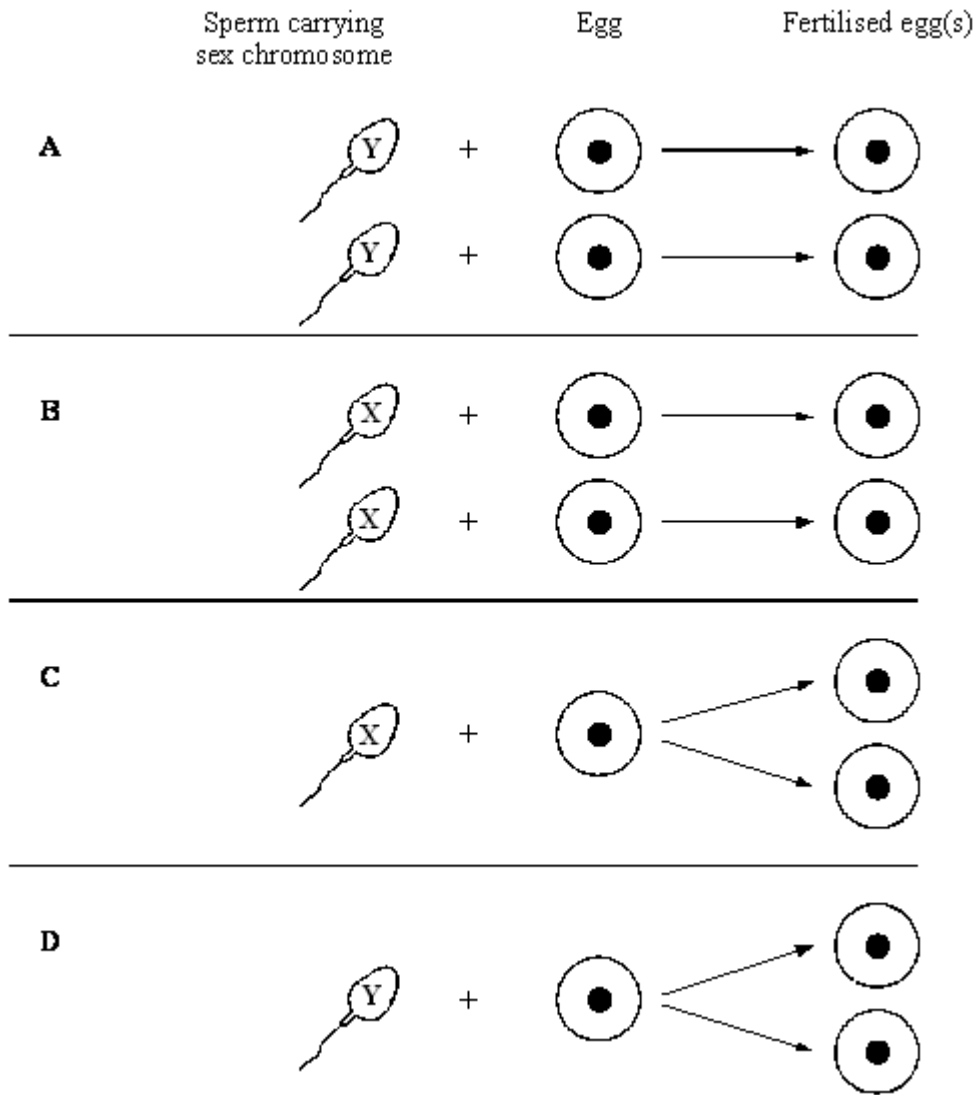 Sperm carrying
sex chromosome
Egg
Fertilised egg(s)
A
Y
+
Y
+
B
X
+
X
+
C
X
+
D
Y
+